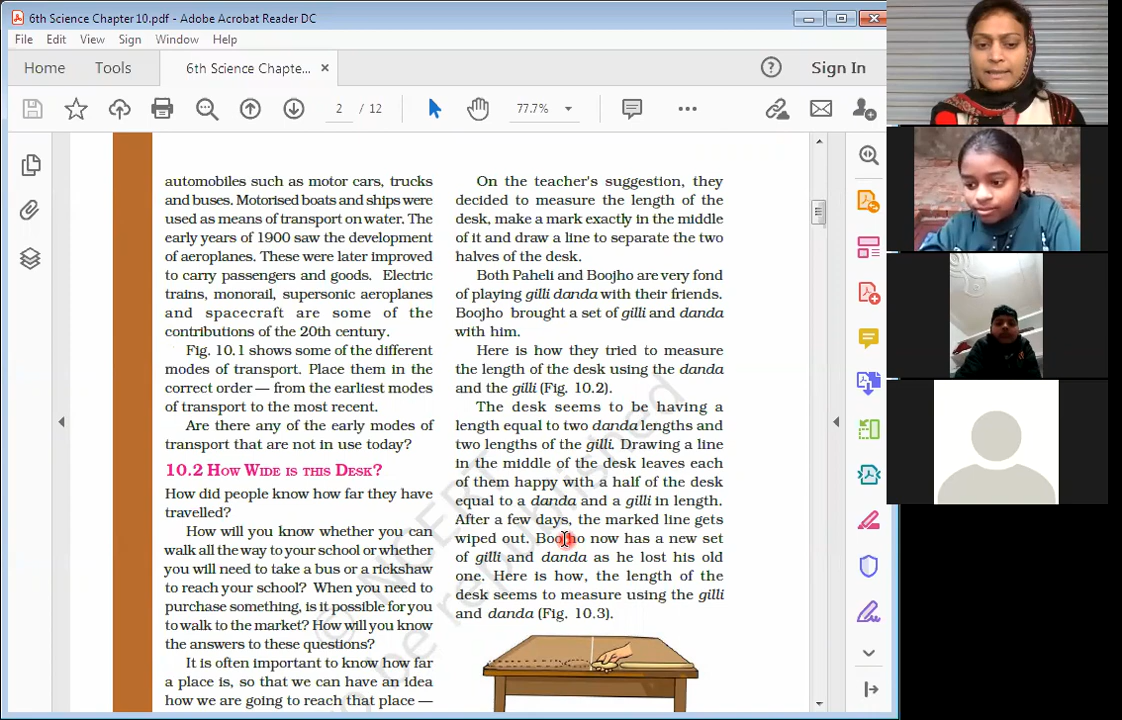 6th Science Chapter 10.pdf - Adobe Acrobat Reader DC
File Edit View Sign Window Help
Home Tools 6th Science Chapte... × Sign In
2 / 12 77.7%
automobiles such as motor cars, trucks
and buses. Motorised boats and ships were
used as means of transport on water. The
early years of 1900 saw the development
of aeroplanes. These were later improved
to carry passengers and goods. Electric
trains, monorail, supersonic aeroplanes
and spacecraft are some of the
contributions of the 20th century.
Fig. 10.1 shows some of the different
modes of transport. Place them in the
correct order — from the earliest modes
of transport to the most recent.
Are there any of the early modes of
transport that are not in use today?
10.2 HOW WIDE IS THIS DESK?
How did people know how far they have
travelled?
How will you know whether you can
walk all the way to your school or whether
you will need to take a bus or a rickshaw
to reach your school? When you need to
purchase something, is it possible for you
to walk to the market? How will you know
the answers to these questions?
It is often important to know how far
a place is, so that we can have an idea
how we are going to reach that place —
On the teacher's suggestion, they
decided to measure the length of the
desk, make a mark exactly in the middle
of it and draw a line to separate the two
halves of the desk.
Both Paheli and Boojho are very fond
of playing gilli danda with their friends.
Boojho brought a set of gilli and danda
with him.
Here is how they tried to measure
the length of the desk using the danda
and the gilli (Fig. 10.2).
The desk seems to be having a
length equal to two danda lengths and
two lengths of the gilli. Drawing a line
in the middle of the desk leaves each
of them happy with a half of the desk
equal to a danda and a gilli in length.
After a few days, the marked line gets
wiped out. Boojho now has a new set
of gilli and danda as he lost his old
one. Here is how, the length of the
desk seems to measure using the gilli
and danda (Fig. 10.3).
© NCERT
be republished